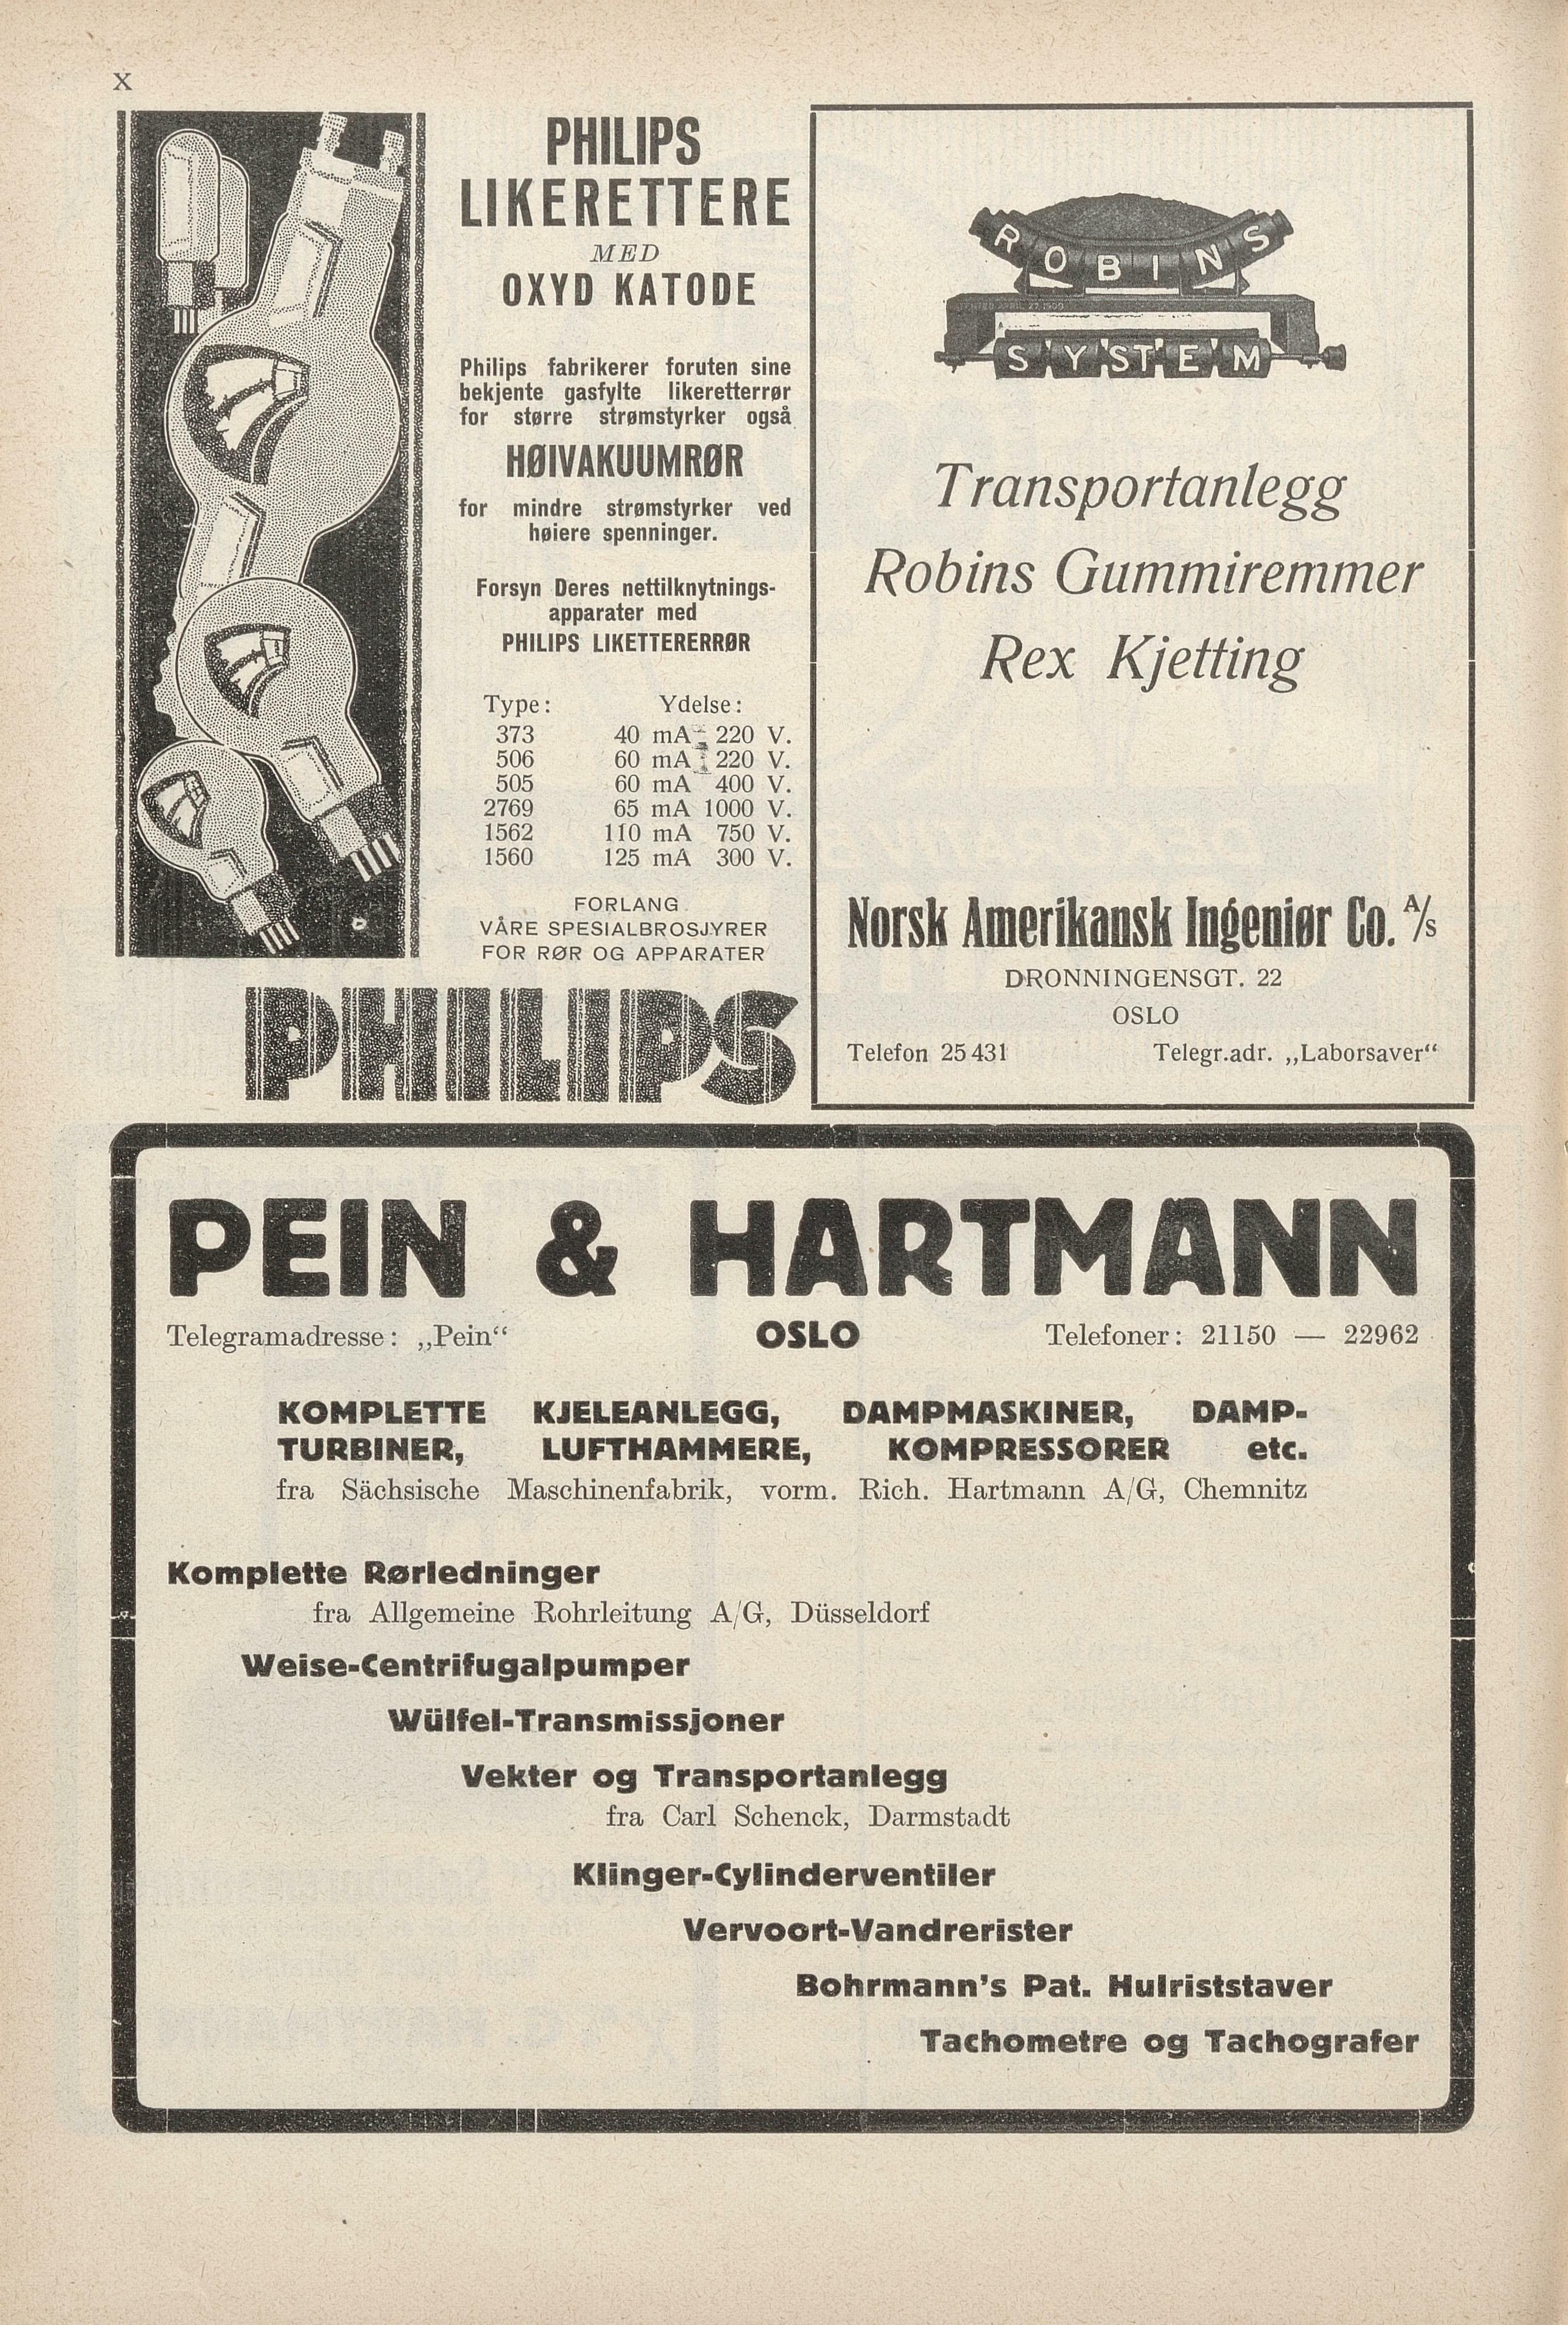 X
PHILIPS
LIKERETTERE
MED
OXYD KATODE
Philips fabrikerer foruten sine
bekjente gasfylte likeretterrør
for større strømstyrker også
HØIVAKUUMRØR
for mindre strømstyrker ved
høiere spenninger.
Forsyn Deres nettilknytnings-
apparater med
PHILIPS LIKETTERERRØR
Type: Ydelse:
373 40 mA 220 V.
506 60 mA 220 V.
505 60 mA 400 V.
2769 65 mA 1000 V.
1562 110 mA 750 V.
1560 125 mA 300 V.
FORLANG
VÅRE SPESIALBROSJYRER
FOR RØR OG APPARATER
PHILIPS
ROBINS
SYSTEM
Transportanlegg
Robins Gummiremmer
Rex Kjetting
Norsk Amerikansk Ingeniør Co. A/s
DRONNINGENSGT. 22
OSLO
Telefon 25 431 Telegr.adr. „Laborsaver“
PEIN & HARTMANN
Telegramadresse: „Pein“ OSLO Telefoner: 21150 — 22962
KOMPLETTE KJELEANLEGG, DAMPMASKINER, DAMP-
TURBINER, LUFTHAMMERE, KOMPRESSORER etc.
fra Sächsische Maschinenfabrik, vorm. Rich. Hartmann A/G, Chemnitz
Komplette Rørledninger
fra Allgemeine Rohrleitung A/G, Düsseldorf
Weise-Centrifugalpumper
Wülfel-Transmissjoner
Vekter og Transportanlegg
fra Carl Schenck, Darmstadt
Klinger-Cylinderventiler
Vervoort-Vandrerister
Bohrmann's Pat. Hulriststaver
Tachometre og Tachografer